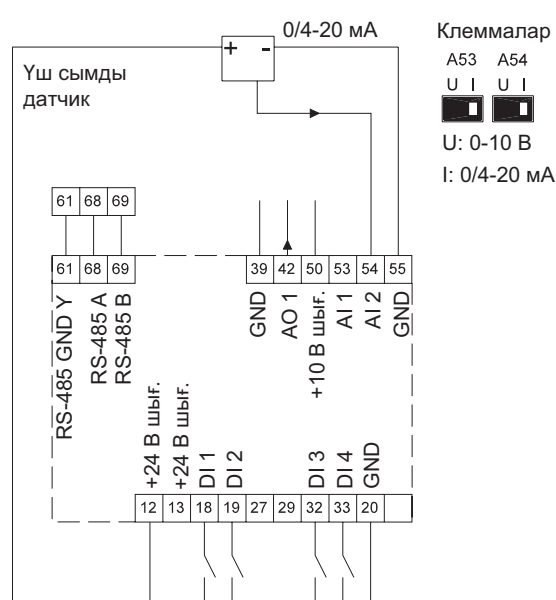 0/4-20 мА
Клеммалар
+ -
Үш сымды
датчик
A53 A54
U I U I
U: 0-10 В
I: 0/4-20 мА
61 68 69
61 68 69 39 42 50 53 54 55
RS-485 GND Y
RS-485 A
RS-485 B
GND
AO 1
+10 В шығ.
AI 1
AI 2
GND
+24 В шығ.
+24 В шығ.
DI 1
DI 2
DI 3
DI 4
GND
12 13 18 19 27 29 32 33 20